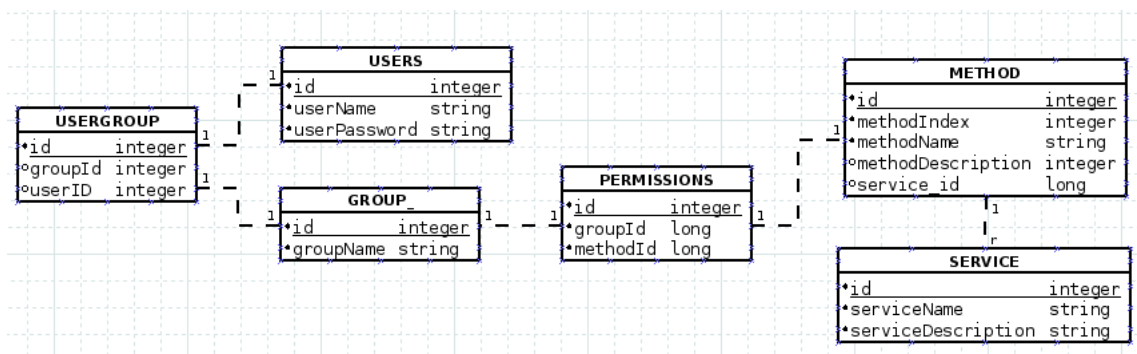 USERGROUP
id integer
groupId integer
userID integer
1
1
1
USERS
id integer
userName string
userPassword string
1
GROUP_
id integer
groupName string
1
PERMISSIONS
id integer
groupId long
methodId long
1
1
1
METHOD
id integer
methodIndex integer
methodName string
methodDescription integer
service_id long
1
r
SERVICE
id integer
serviceName string
serviceDescription string